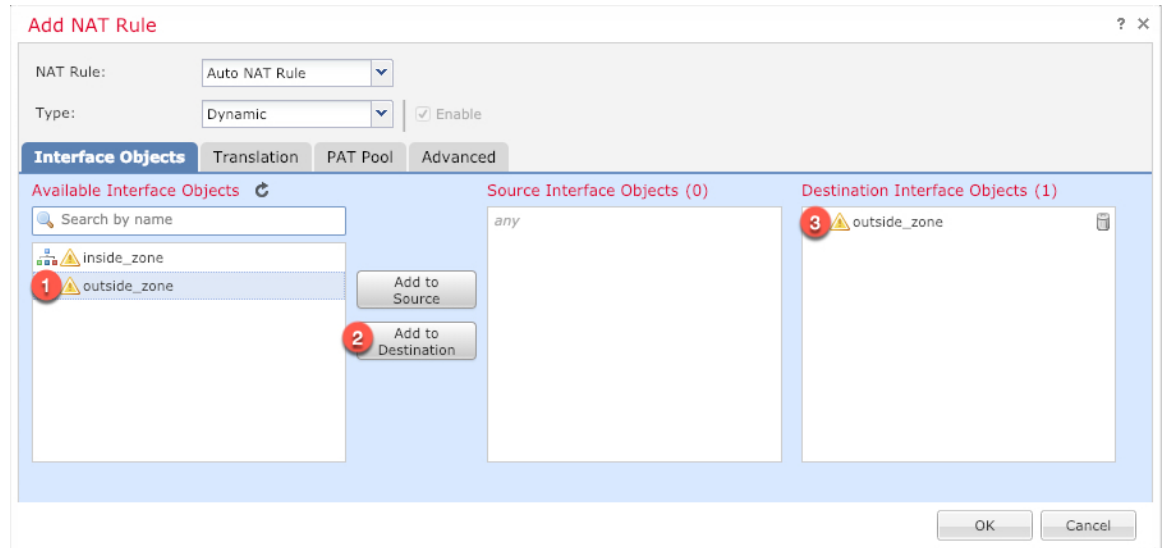 Add NAT Rule ? ×
NAT Rule: Auto NAT Rule
Type: Dynamic Enable
Interface Objects Translation PAT Pool Advanced
Available Interface Objects Source Interface Objects (0) Destination Interface Objects (1)
Search by name any 3 outside_zone
inside_zone
1 outside_zone
Add to
Source
2 Add to
Destination
OK Cancel